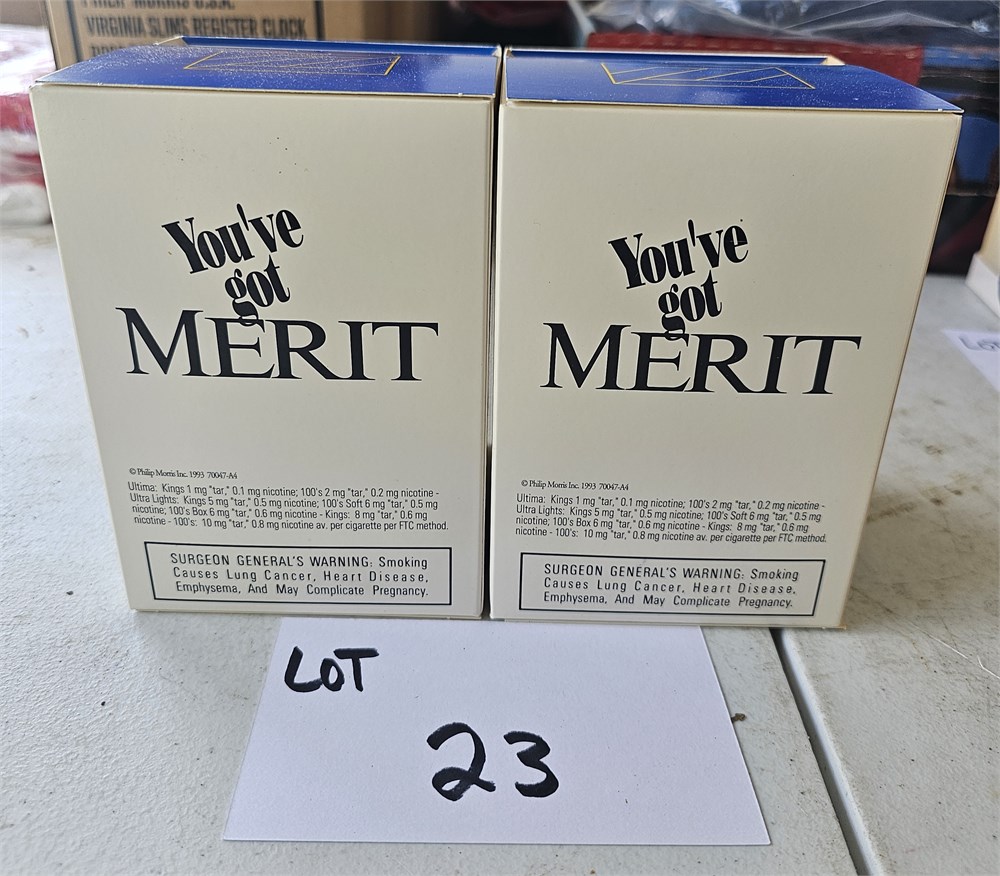 PHILIP MORRIS U.S.A.
VIRGINIA SLIMS REGISTER CLOCK
You've
got
MERIT
© Philip Morris Inc. 1993 70047-A4
Ultima: Kings 1 mg "tar," 0.1 mg nicotine; 100's 2 mg "tar," 0.2 mg nicotine -
Ultra Lights: Kings 5 mg "tar," 0.5 mg nicotine; 100's Soft 6 mg "tar," 0.5 mg
nicotine; 100's Box 6 mg "tar," 0.6 mg nicotine - Kings: 8 mg "tar," 0.6 mg
nicotine - 100's: 10 mg "tar," 0.8 mg nicotine av. per cigarette per FTC method.
SURGEON GENERAL'S WARNING: Smoking
Causes Lung Cancer, Heart Disease,
Emphysema, And May Complicate Pregnancy.
You've
got
MERIT
© Philip Morris Inc. 1993 70047-A4
Ultima: Kings 1 mg "tar," 0.1 mg nicotine; 100's 2 mg "tar," 0.2 mg nicotine -
Ultra Lights: Kings 5 mg "tar," 0.5 mg nicotine; 100's Soft 6 mg "tar," 0.5 mg
nicotine; 100's Box 6 mg "tar," 0.6 mg nicotine - Kings: 8 mg "tar," 0.6 mg
nicotine - 100's: 10 mg "tar," 0.8 mg nicotine av. per cigarette per FTC method.
SURGEON GENERAL'S WARNING: Smoking
Causes Lung Cancer, Heart Disease,
Emphysema, And May Complicate Pregnancy.
LOT
LOT
23